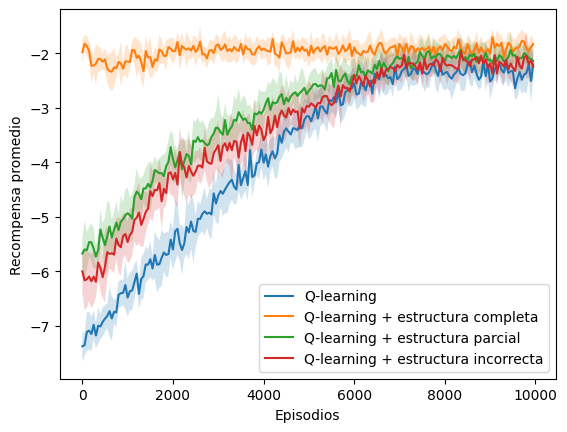 Recompensa promedio
−2
−3
−4
−5
−6
−7
0
2000
4000
6000
8000
10000
Episodios
Q-learning
Q-learning + estructura completa
Q-learning + estructura parcial
Q-learning + estructura incorrecta